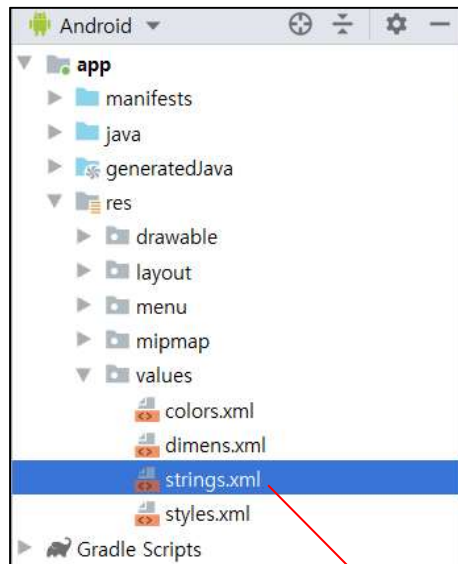 Android
app
manifests
java
generatedJava
res
drawable
layout
menu
mipmap
values
colors.xml
dimens.xml
strings.xml
styles.xml
Gradle Scripts